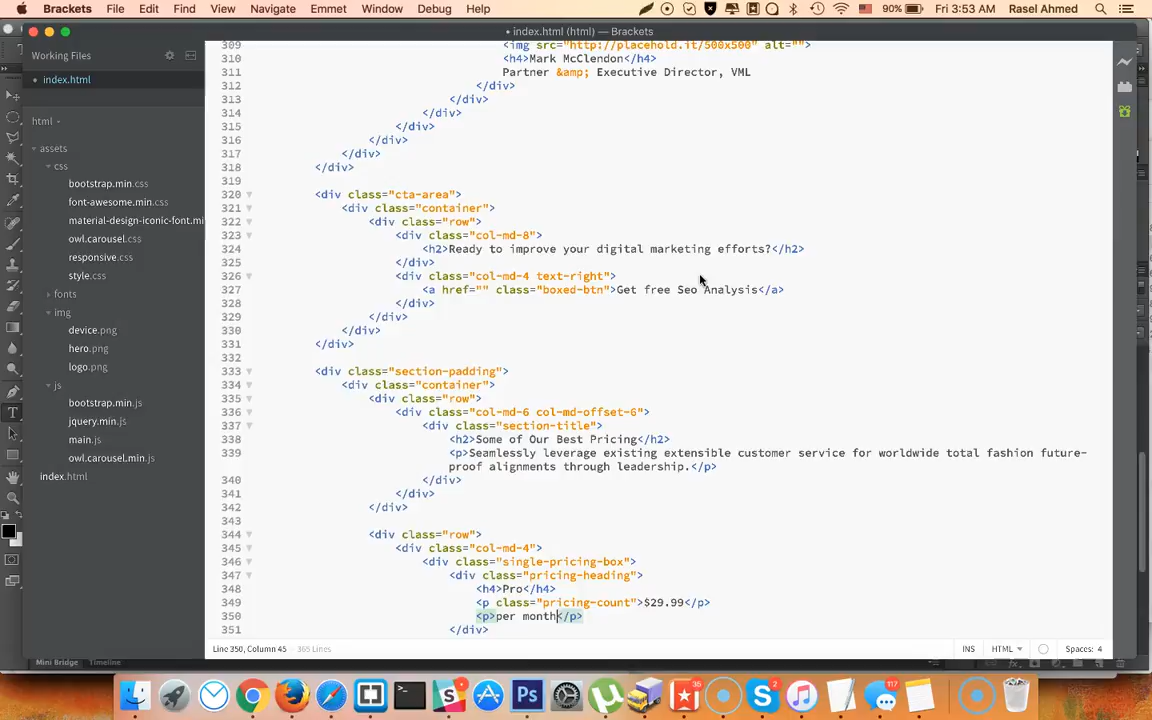 Brackets File Edit Find View Navigate Emmet Window Debug Help 90% Fri 3:53 AM Rasel Ahmed
• index.html (html) — Brackets
Working Files
• index.html
html
assets
css
bootstrap.min.css
font-awesome.min.css
material-design-iconic-font.mi
owl.carousel.css
responsive.css
style.css
fonts
img
device.png
hero.png
logo.png
js
bootstrap.min.js
jquery.min.js
main.js
owl.carousel.min.js
index.html
309 <img src="http://placehold.it/500x500" alt="">
310 <h4>Mark McClendon</h4>
311 Partner &amp; Executive Director, VML
312 </div>
313 </div>
314 </div>
315 </div>
316 </div>
317 </div>
318 </div>
319
320 <div class="cta-area">
321 <div class="container">
322 <div class="row">
323 <div class="col-md-8">
324 <h2>Ready to improve your digital marketing efforts?</h2>
325 </div>
326 <div class="col-md-4 text-right">
327 <a href="" class="boxed-btn">Get free Seo Analysis</a>
328 </div>
329 </div>
330 </div>
331 </div>
332
333 <div class="section-padding">
334 <div class="container">
335 <div class="row">
336 <div class="col-md-6 col-md-offset-6">
337 <div class="section-title">
338 <h2>Some of Our Best Pricing</h2>
339 <p>Seamlessly leverage existing extensible customer service for worldwide total fashion future-
proof alignments through leadership.</p>
340 </div>
341 </div>
342 </div>
343
344 <div class="row">
345 <div class="col-md-4">
346 <div class="single-pricing-box">
347 <div class="pricing-heading">
348 <h4>Pro</h4>
349 <p class="pricing-count">$29.99</p>
350 <p>per month</p>
351 </div>
Line 350, Column 45 — 365 Lines INS HTML Spaces: 4
Mini Bridge Timeline
Ps 36 2 117